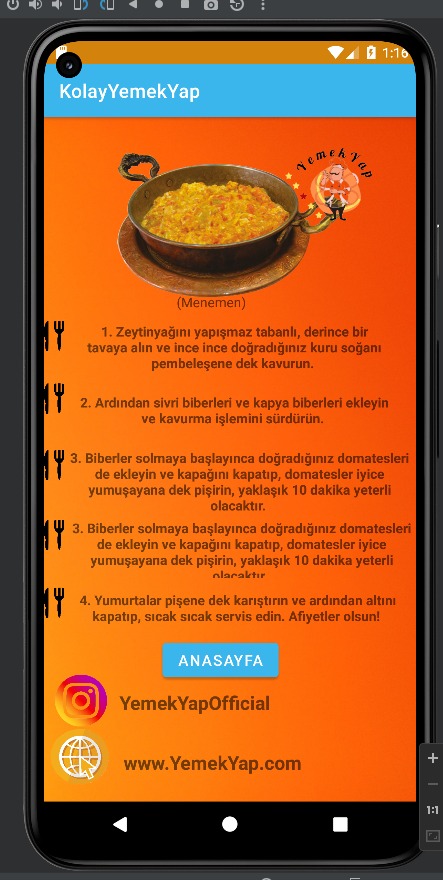 1:16
KolayYemekYap
YemekYap
(Menemen)
1. Zeytinyağını yapışmaz tabanlı, derince bir
tavaya alın ve ince ince doğradığınız kuru soğanı
pembeleşene dek kavurun.
2. Ardından sivri biberleri ve kapya biberleri ekleyin
ve kavurma işlemini sürdürün.
3. Biberler solmaya başlayınca doğradığınız domatesleri
de ekleyin ve kapağını kapatıp, domatesler iyice
yumuşayana dek pişirin, yaklaşık 10 dakika yeterli
olacaktır.
3. Biberler solmaya başlayınca doğradığınız domatesleri
de ekleyin ve kapağını kapatıp, domatesler iyice
yumuşayana dek pişirin, yaklaşık 10 dakika yeterli
olacaktır.
4. Yumurtalar pişene dek karıştırın ve ardından altını
kapatıp, sıcak sıcak servis edin. Afiyetler olsun!
ANASAYFA
YemekYapOfficial
www.YemekYap.com
1:1